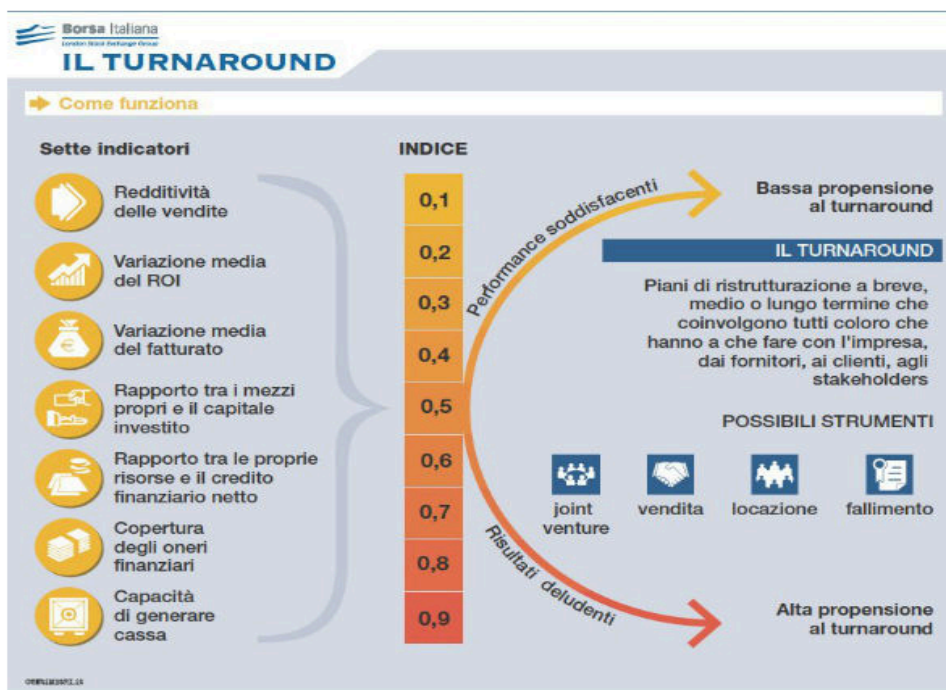 Borsa Italiana
London Stock Exchange Group
IL TURNAROUND
Come funziona
Sette indicatori
Redditività
delle vendite
Variazione media
del ROI
Variazione media
del fatturato
Rapporto tra i mezzi
propri e il capitale
investito
Rapporto tra le proprie
risorse e il credito
finanziario netto
Copertura
degli oneri
finanziari
Capacità
di generare
cassa
INDICE
0,1
0,2
0,3
0,4
0,5
0,6
0,7
0,8
0,9
Performance soddisfacenti
Risultati deludenti
Bassa propensione
al turnaround
IL TURNAROUND
Piani di ristrutturazione a breve,
medio o lungo termine che
coinvolgono tutti coloro che
hanno a che fare con l'impresa,
dai fornitori, ai clienti, agli
stakeholders
POSSIBILI STRUMENTI
joint
venture
vendita
locazione
fallimento
Alta propensione
al turnaround